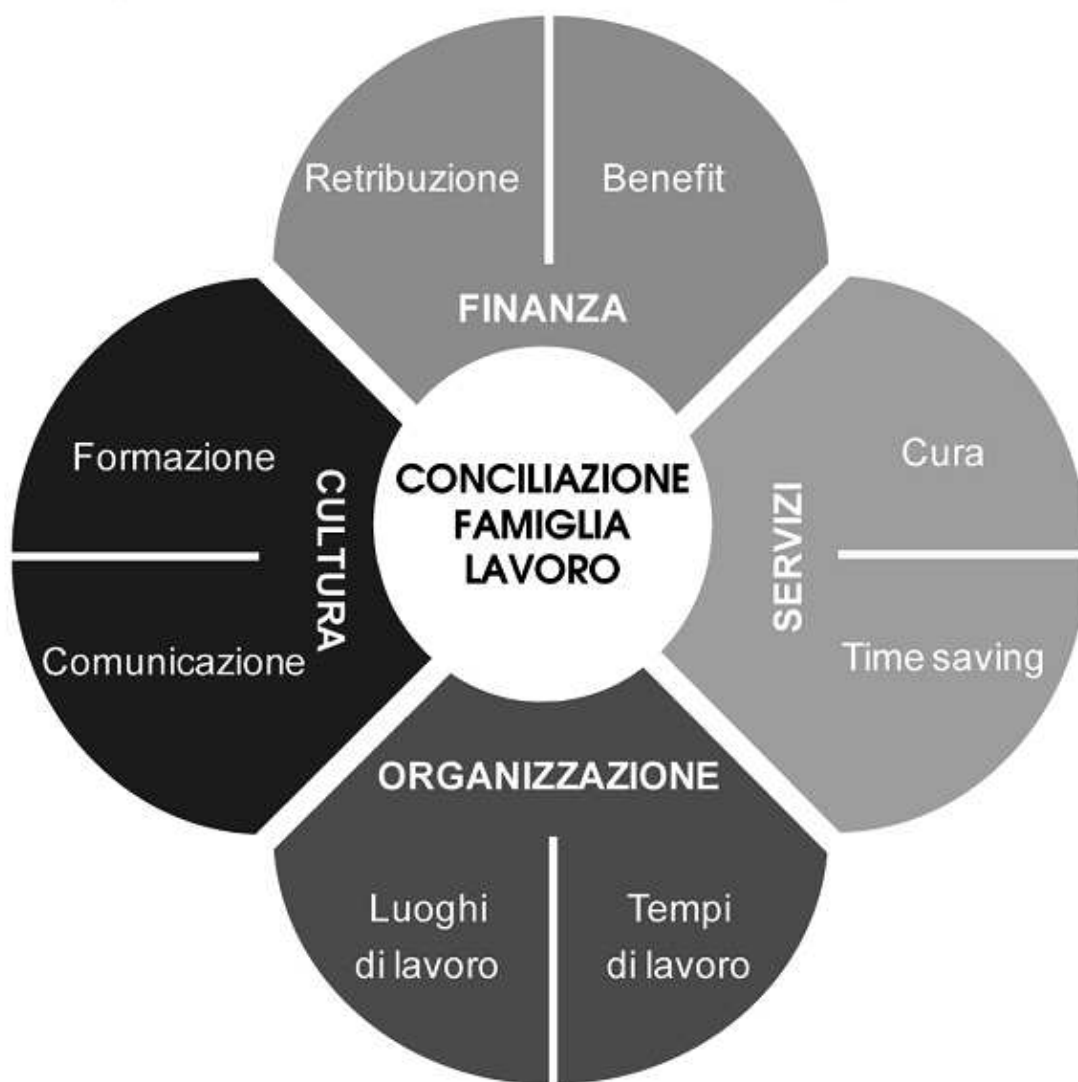 Retribuzione
Benefit
FINANZA
Formazione
Comunicazione
CULTURA
CONCILIAZIONE
FAMIGLIA
LAVORO
SERVIZI
Cura
Time saving
ORGANIZZAZIONE
Luoghi
di lavoro
Tempi
di lavoro